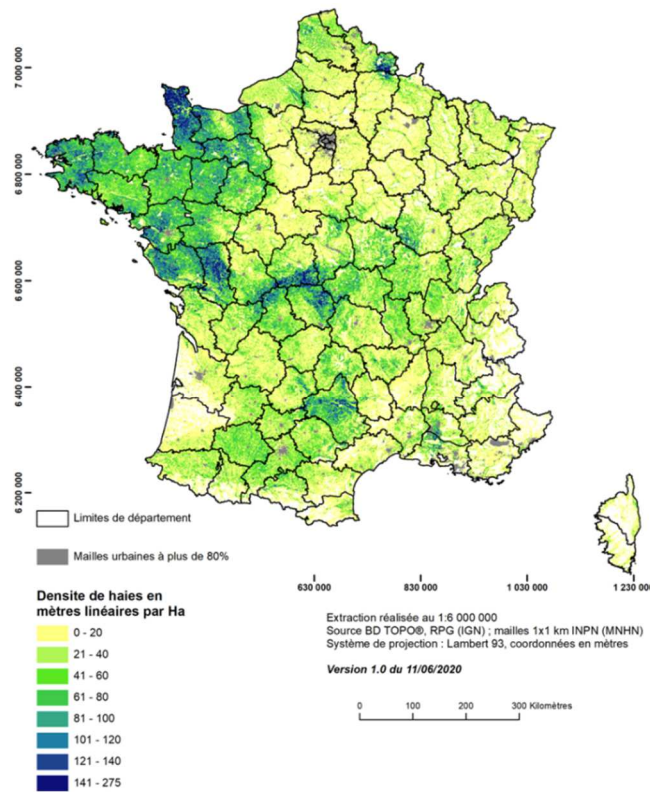 7 000 000
6 800 000
6 600 000
6 400 000
6 200 000
630 000
830 000
1 030 000
1 230 000
Limites de département
Mailles urbaines à plus de 80%
Densite de haies en
mètres linéaires par Ha
0 - 20
21 - 40
41 - 60
61 - 80
81 - 100
101 - 120
121 - 140
141 - 275
Extraction réalisée au 1:6 000 000
Source BD TOPO®, RPG (IGN) ; mailles 1x1 km INPN (MNHN)
Système de projection : Lambert 93, coordonnées en mètres
Version 1.0 du 11/06/2020
0 100 200 300 Kilomètres